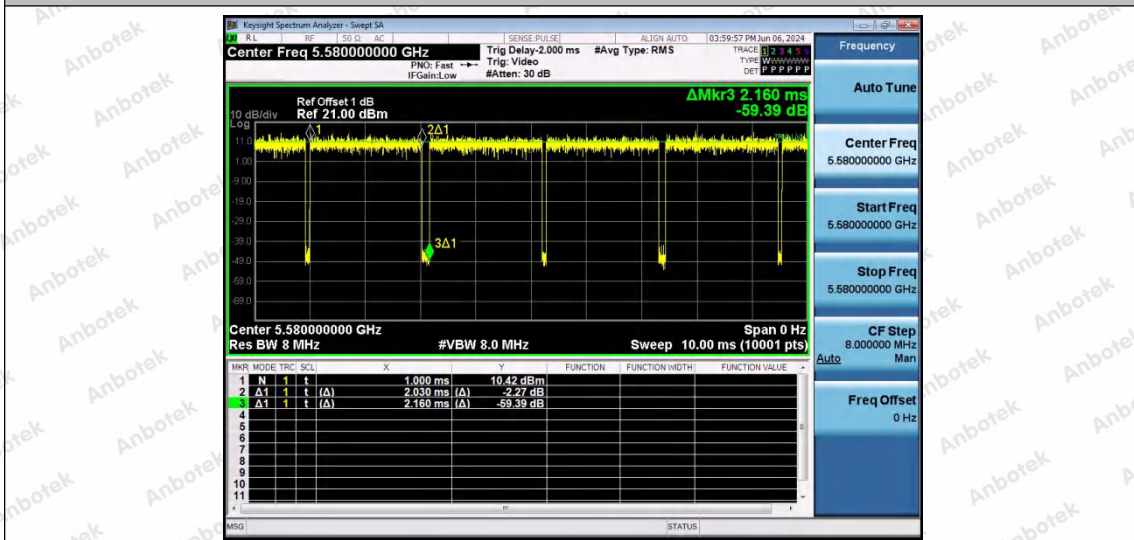 Keysight Spectrum Analyzer - Swept SA
RL RF 50 Ω AC SENSE:PULSE ALIGN AUTO 03:59:57 PM Jun 06, 2024
Center Freq 5.580000000 GHz
PNO: Fast
IFGain:Low
Trig Delay-2.000 ms #Avg Type: RMS
Trig: Video
#Atten: 30 dB
TRACE 1 2 3 4 5 6
TYPE W
DET P P P P P P
ΔMkr3 2.160 ms
-59.39 dB
Ref Offset 1 dB
10 dB/div Ref 21.00 dBm
Log
1
2Δ1
3Δ1
11.0
1.00
-9.00
-19.0
-29.0
-39.0
-49.0
-59.0
-69.0
Center 5.580000000 GHz Span 0 Hz
Res BW 8 MHz #VBW 8.0 MHz Sweep 10.00 ms (10001 pts)
MKR MODE TRC SCL X Y FUNCTION FUNCTION WIDTH FUNCTION VALUE
1 N 1 t 1.000 ms 10.42 dBm
2 Δ1 1 t (Δ) 2.030 ms (Δ) -2.27 dB
3 Δ1 1 t (Δ) 2.160 ms (Δ) -59.39 dB
4
5
6
7
8
9
10
11
MSG STATUS
Frequency
Auto Tune
Center Freq
5.580000000 GHz
Start Freq
5.580000000 GHz
Stop Freq
5.580000000 GHz
CF Step
8.000000 MHz
Auto Man
Freq Offset
0 Hz
Anbotek